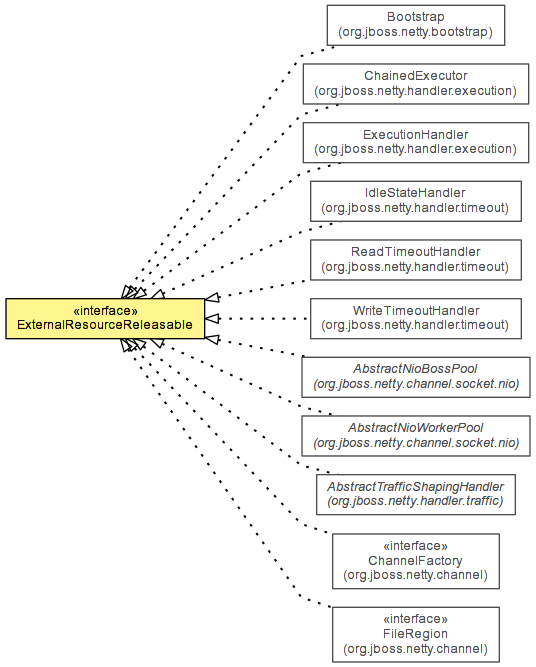 Bootstrap
(org.jboss.netty.bootstrap)
ChainedExecutor
(org.jboss.netty.handler.execution)
ExecutionHandler
(org.jboss.netty.handler.execution)
IdleStateHandler
(org.jboss.netty.handler.timeout)
ReadTimeoutHandler
(org.jboss.netty.handler.timeout)
«interface»
ExternalResourceReleasable
WriteTimeoutHandler
(org.jboss.netty.handler.timeout)
AbstractNioBossPool
(org.jboss.netty.channel.socket.nio)
AbstractNioWorkerPool
(org.jboss.netty.channel.socket.nio)
AbstractTrafficShapingHandler
(org.jboss.netty.handler.traffic)
«interface»
ChannelFactory
(org.jboss.netty.channel)
«interface»
FileRegion
(org.jboss.netty.channel)